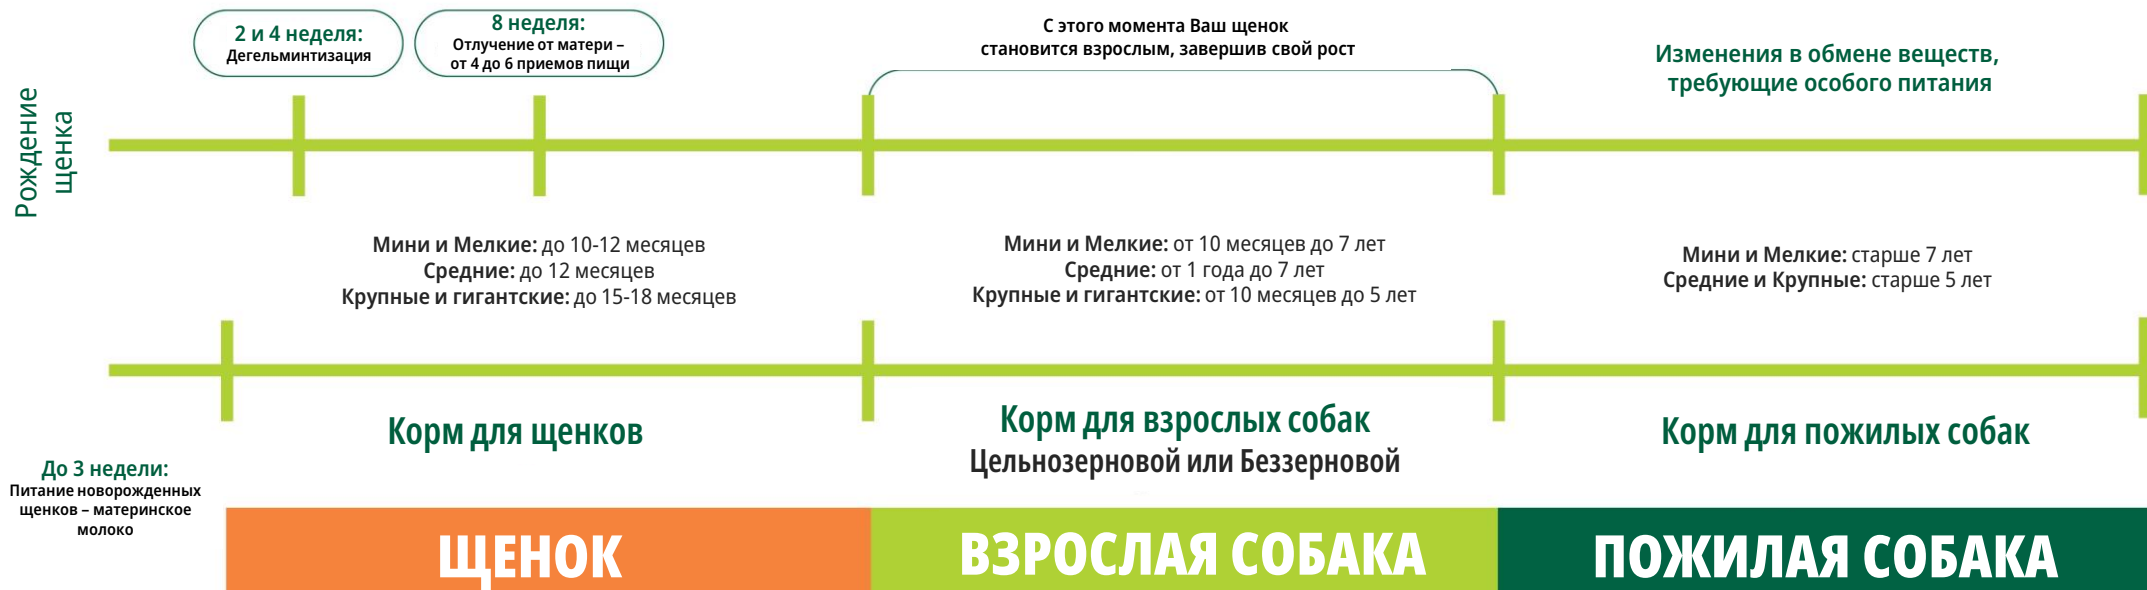 Рождение
щенка
2 и 4 неделя:
Дегельминтизация
8 неделя:
Отлучение от матери –
от 4 до 6 приемов пищи
С этого момента Ваш щенок
становится взрослым, завершив свой рост
Изменения в обмене веществ,
требующие особого питания
Мини и Мелкие: до 10-12 месяцев
Средние: до 12 месяцев
Крупные и гигантские: до 15-18 месяцев
Мини и Мелкие: от 10 месяцев до 7 лет
Средние: от 1 года до 7 лет
Крупные и гигантские: от 10 месяцев до 5 лет
Мини и Мелкие: старше 7 лет
Средние и Крупные: старше 5 лет
До 3 недели:
Питание новорожденных
щенков – материнское
молоко
Корм для щенков
Корм для взрослых собак
Цельнозерновой или Беззерновой
Корм для пожилых собак
ЩЕНОК
ВЗРОСЛАЯ СОБАКА
ПОЖИЛАЯ СОБАКА